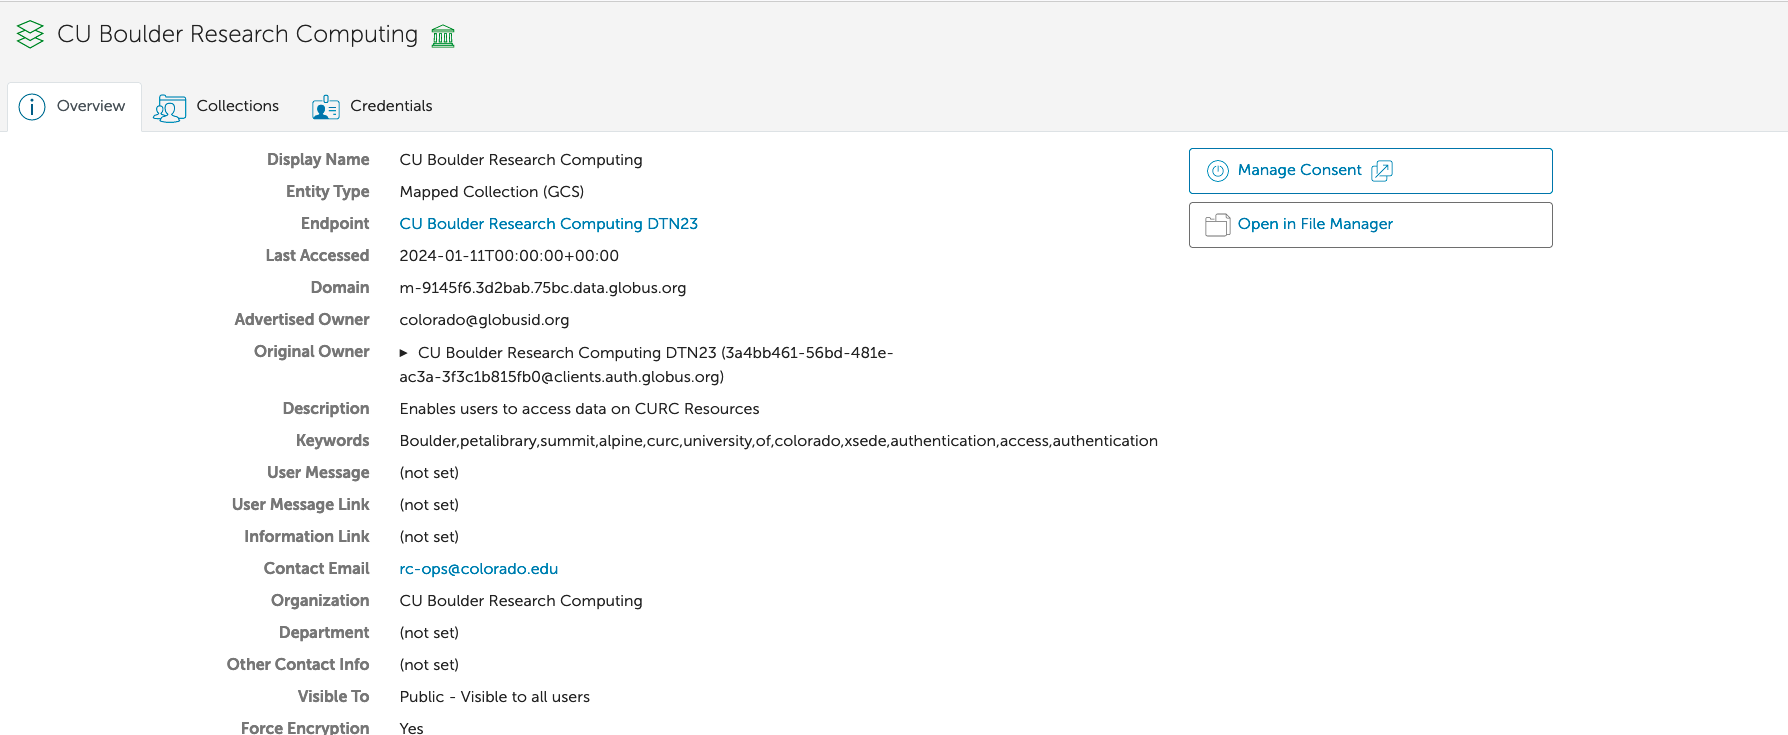 CU Boulder Research Computing
Overview
Collections
Credentials
Display Name CU Boulder Research Computing
Entity Type Mapped Collection (GCS)
Endpoint CU Boulder Research Computing DTN23
Last Accessed 2024-01-11T00:00:00+00:00
Domain m-9145f6.3d2bab.75bc.data.globus.org
Advertised Owner colorado@globusid.org
Original Owner ▶ CU Boulder Research Computing DTN23 (3a4bb461-56bd-481e-
ac3a-3f3c1b815fb0@clients.auth.globus.org)
Description Enables users to access data on CURC Resources
Keywords Boulder,petalibrary,summit,alpine,curc,university,of,colorado,xsede,authentication,access,authentication
User Message (not set)
User Message Link (not set)
Information Link (not set)
Contact Email rc-ops@colorado.edu
Organization CU Boulder Research Computing
Department (not set)
Other Contact Info (not set)
Visible To Public - Visible to all users
Force Encryption Yes
Manage Consent
Open in File Manager